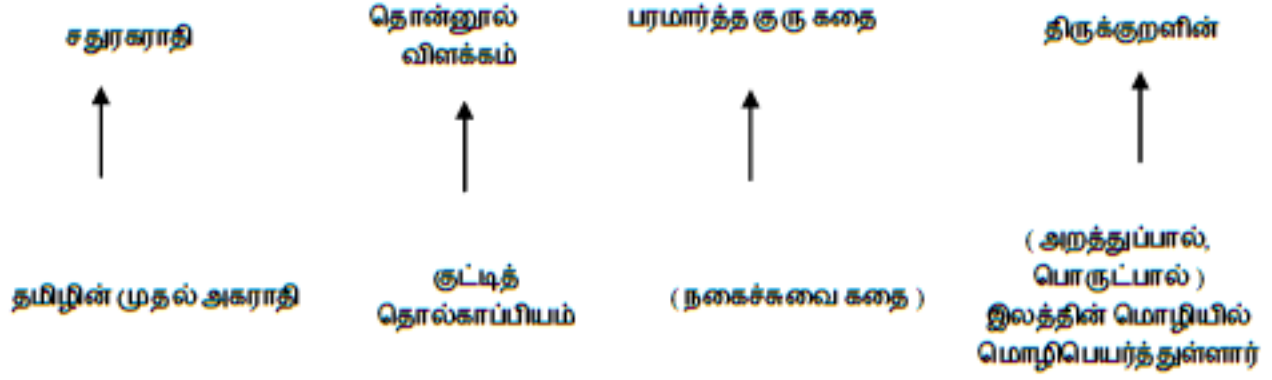 சதுரகராதி
தொன்னூல்
விளக்கம்
பரமார்த்த குரு கதை
திருக்குறளின்
தமிழின் முதல் அகராதி
குட்டித்
தொல்காப்பியம்
( நகைச்சுவை கதை )
( அறத்துப்பால்,
பொருட்பால் )
இலத்தின் மொழியில்
மொழிபெயர்த்துள்ளார்